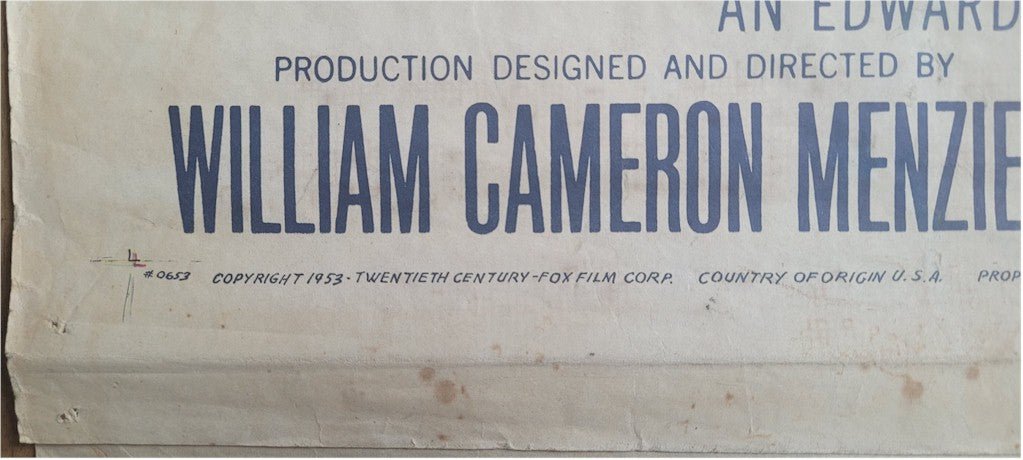 AN EDWARD
PRODUCTION DESIGNED AND DIRECTED BY
WILLIAM CAMERON MENZIE
#0653 COPYRIGHT 1953 - TWENTIETH CENTURY-FOX FILM CORP. COUNTRY OF ORIGIN U.S.A. PROP